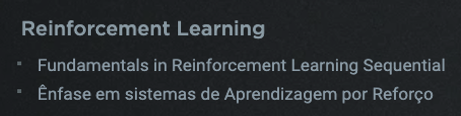 Reinforcement Learning
▪ Fundamentals in Reinforcement Learning Sequential
▪ Ênfase em sistemas de Aprendizagem por Reforço